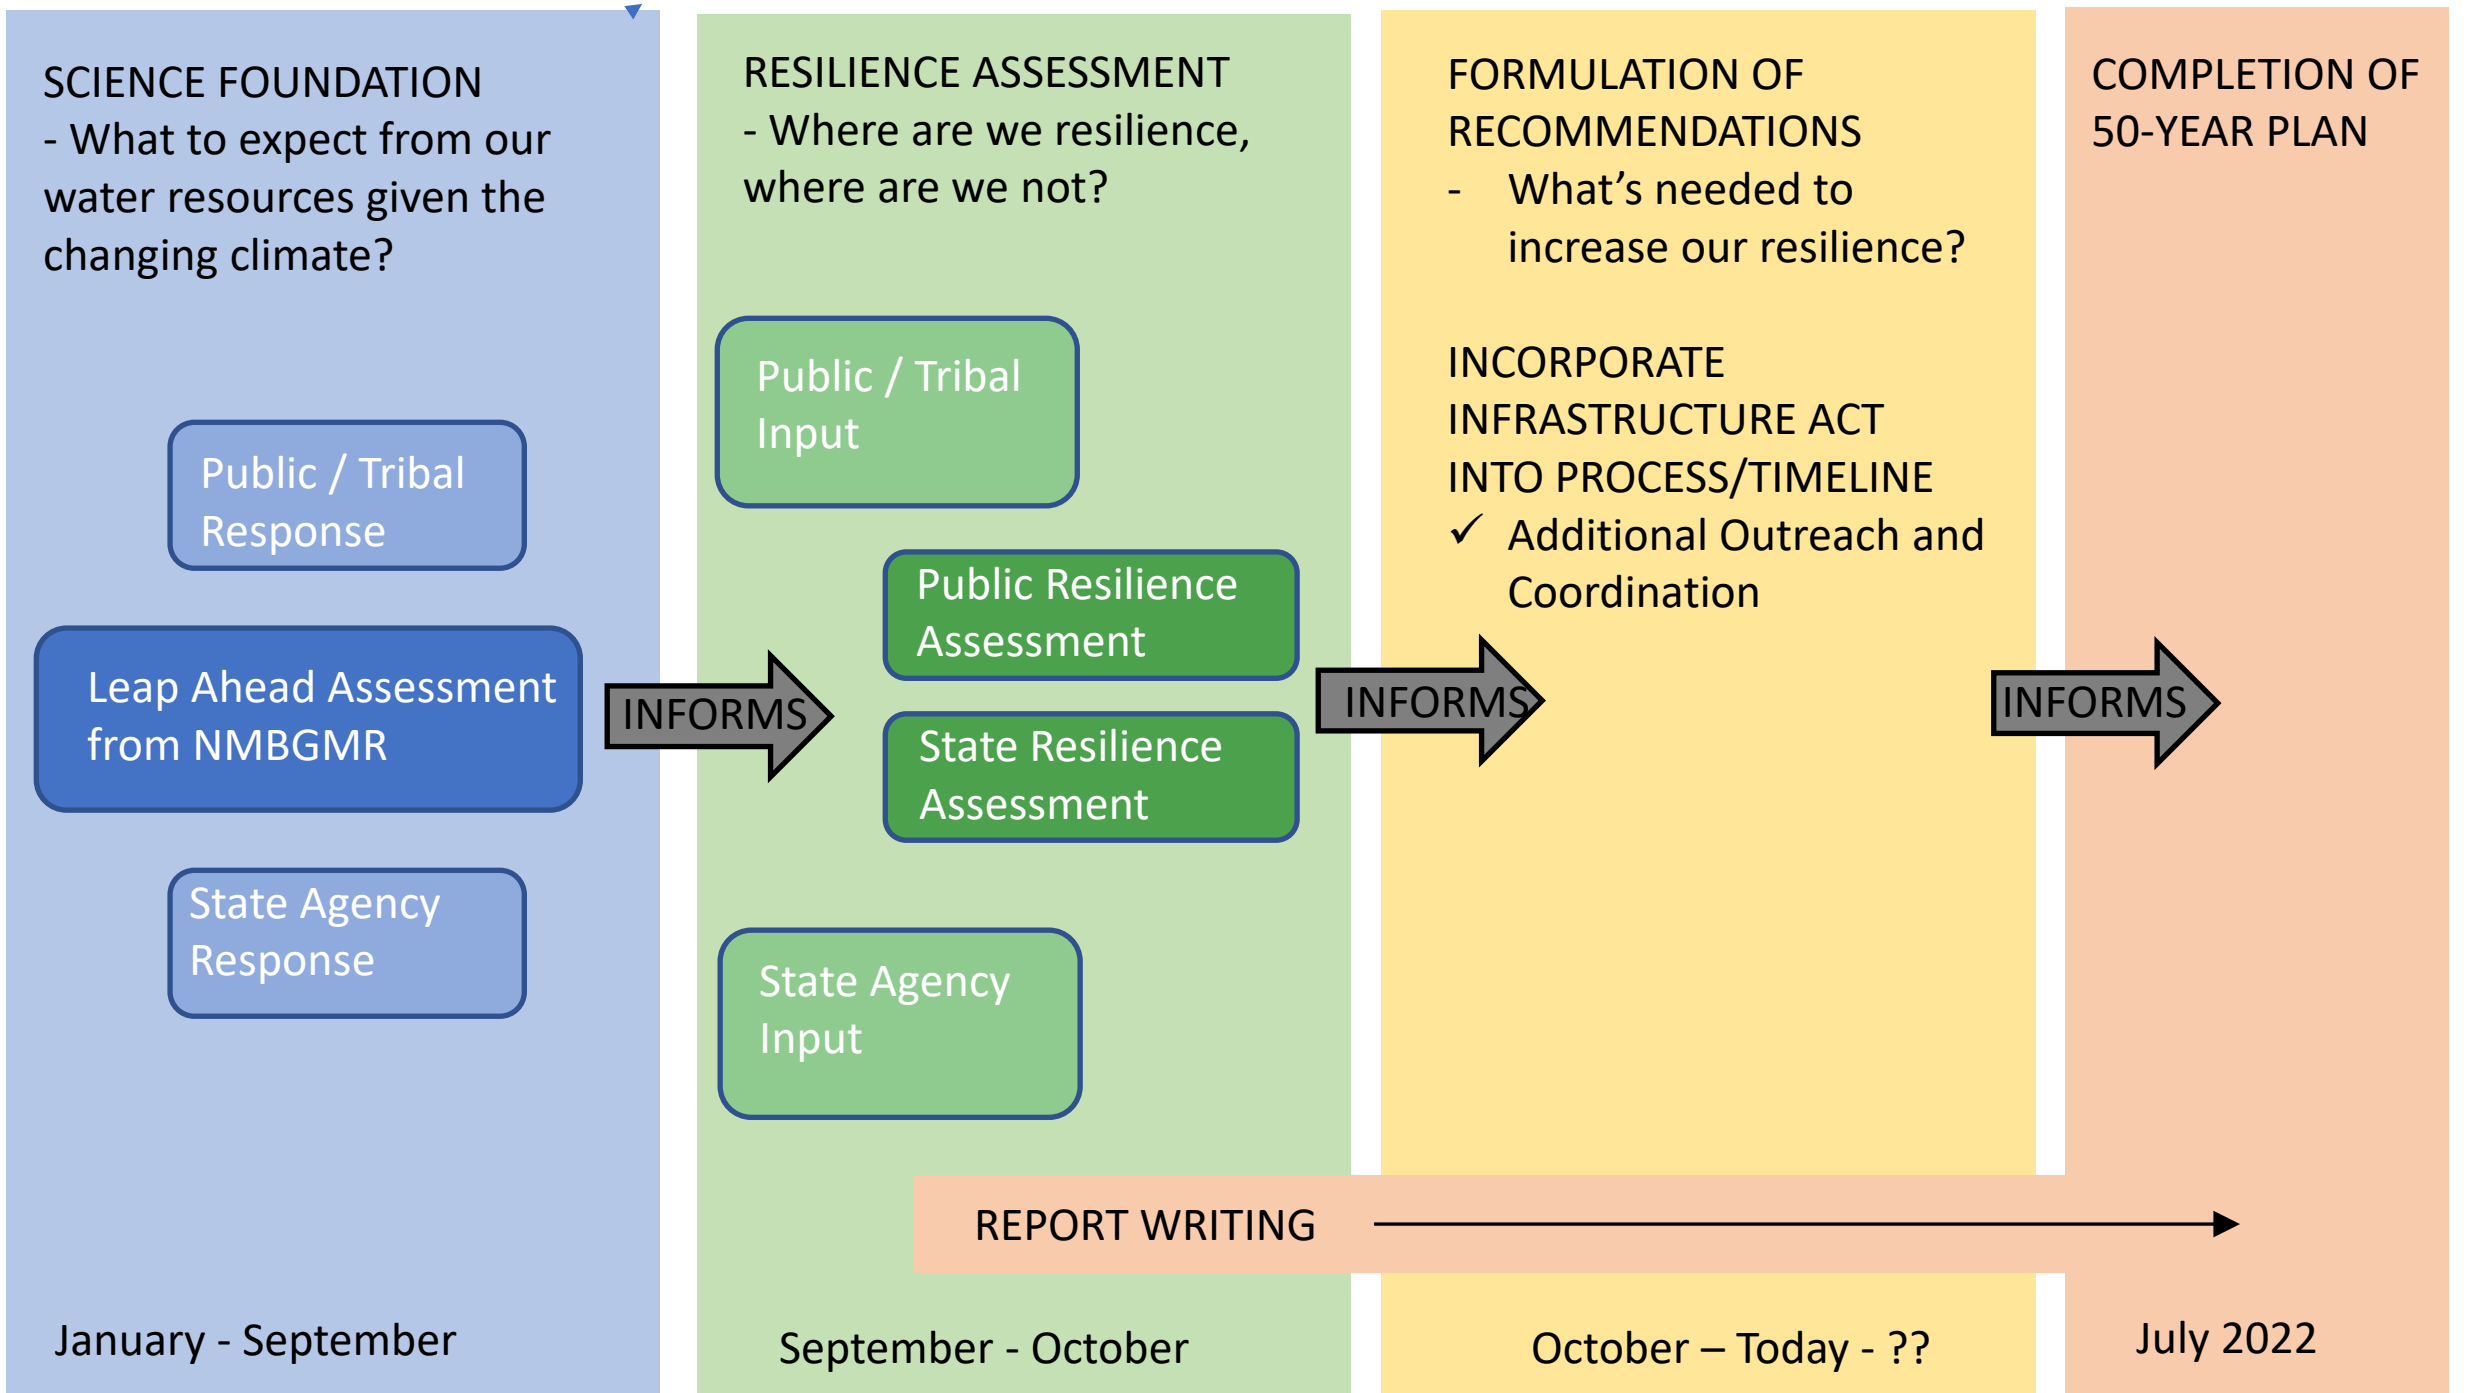 SCIENCE FOUNDATION
- What to expect from our
water resources given the
changing climate?
Public / Tribal
Response
Leap Ahead Assessment
from NMBGMR
State Agency
Response
January - September
INFORMS
RESILIENCE ASSESSMENT
- Where are we resilience,
where are we not?
Public / Tribal
Input
Public Resilience
Assessment
State Resilience
Assessment
State Agency
Input
September - October
INFORMS
FORMULATION OF
RECOMMENDATIONS
- What’s needed to
increase our resilience?
INCORPORATE
INFRASTRUCTURE ACT
INTO PROCESS/TIMELINE
✓ Additional Outreach and
Coordination
October – Today - ??
INFORMS
COMPLETION OF
50-YEAR PLAN
July 2022
REPORT WRITING